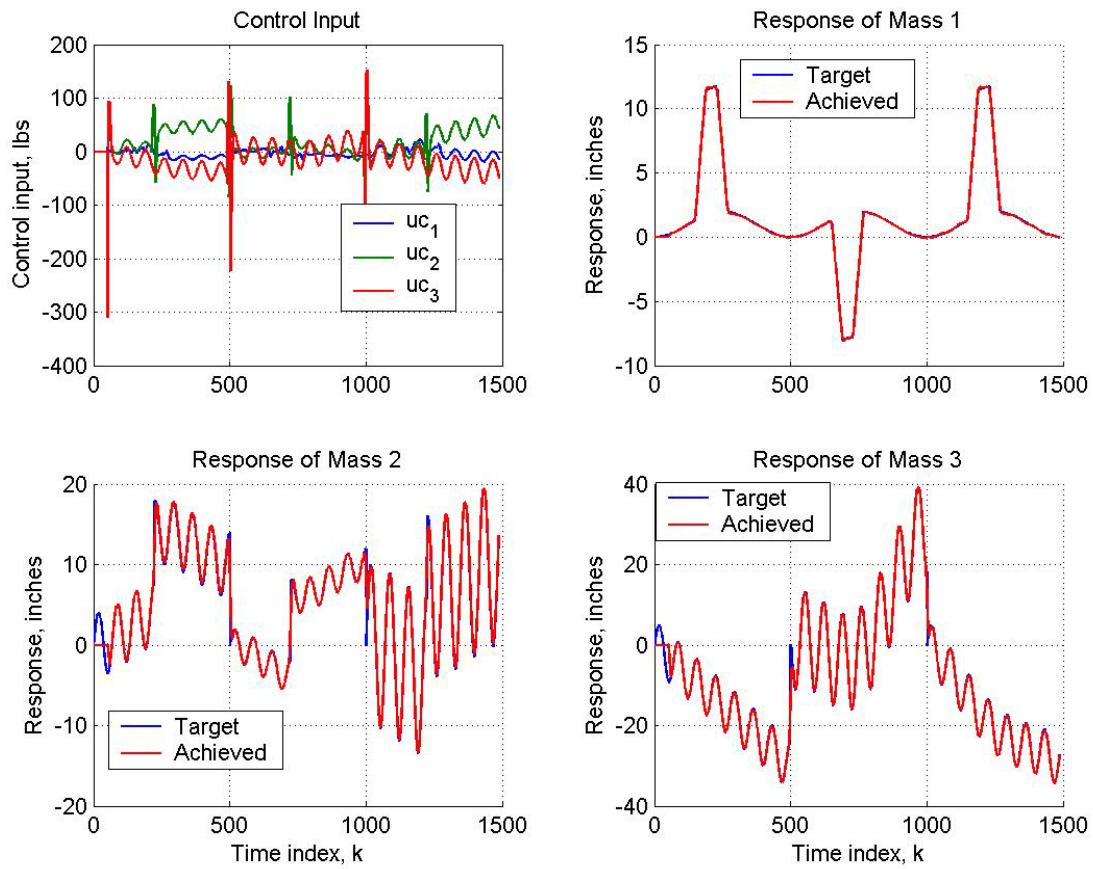 Control Input
Control input, lbs
200
100
0
-100
-200
-300
-400
0 500 1000 1500
uc1
uc2
uc3
Response of Mass 1
Response, inches
15
10
5
0
-5
-10
0 500 1000 1500
Target
Achieved
Response of Mass 2
Response, inches
20
10
0
-10
-20
0 500 1000 1500
Time index, k
Target
Achieved
Response of Mass 3
Response, inches
40
20
0
-20
-40
0 500 1000 1500
Time index, k
Target
Achieved